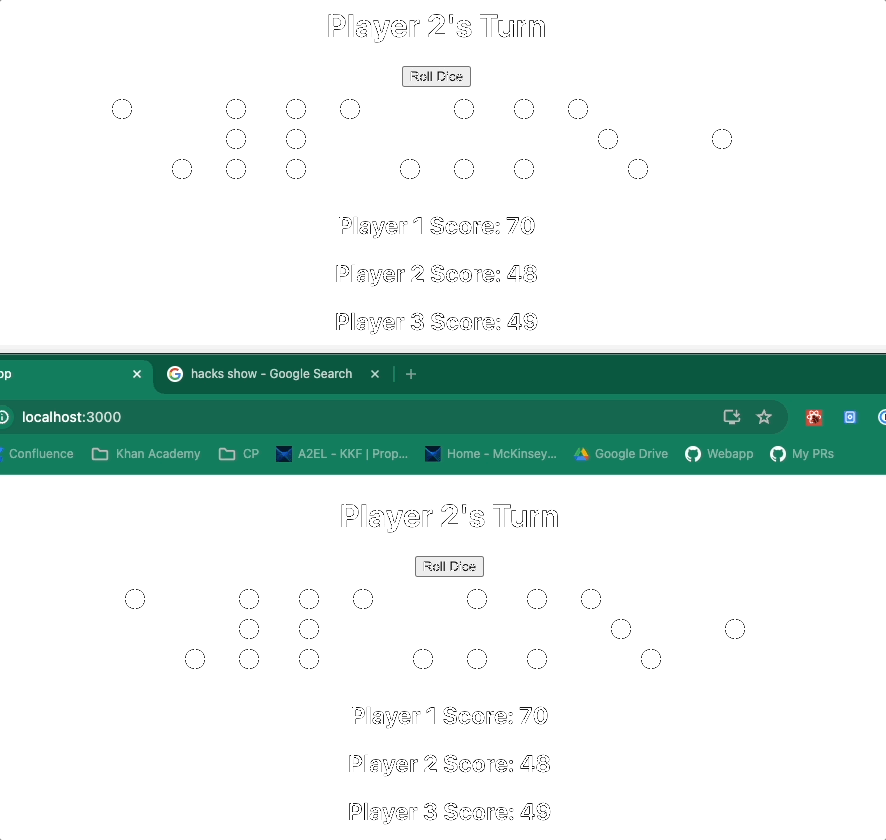 Player 2's Turn
Roll Dice
Player 1 Score: 70
Player 2 Score: 48
Player 3 Score: 49
hacks show - Google Search
localhost:3000
Confluence Khan Academy CP A2EL - KKF | Prop... Home - McKinsey... Google Drive Webapp My PRs
Player 2's Turn
Roll Dice
Player 1 Score: 70
Player 2 Score: 48
Player 3 Score: 49